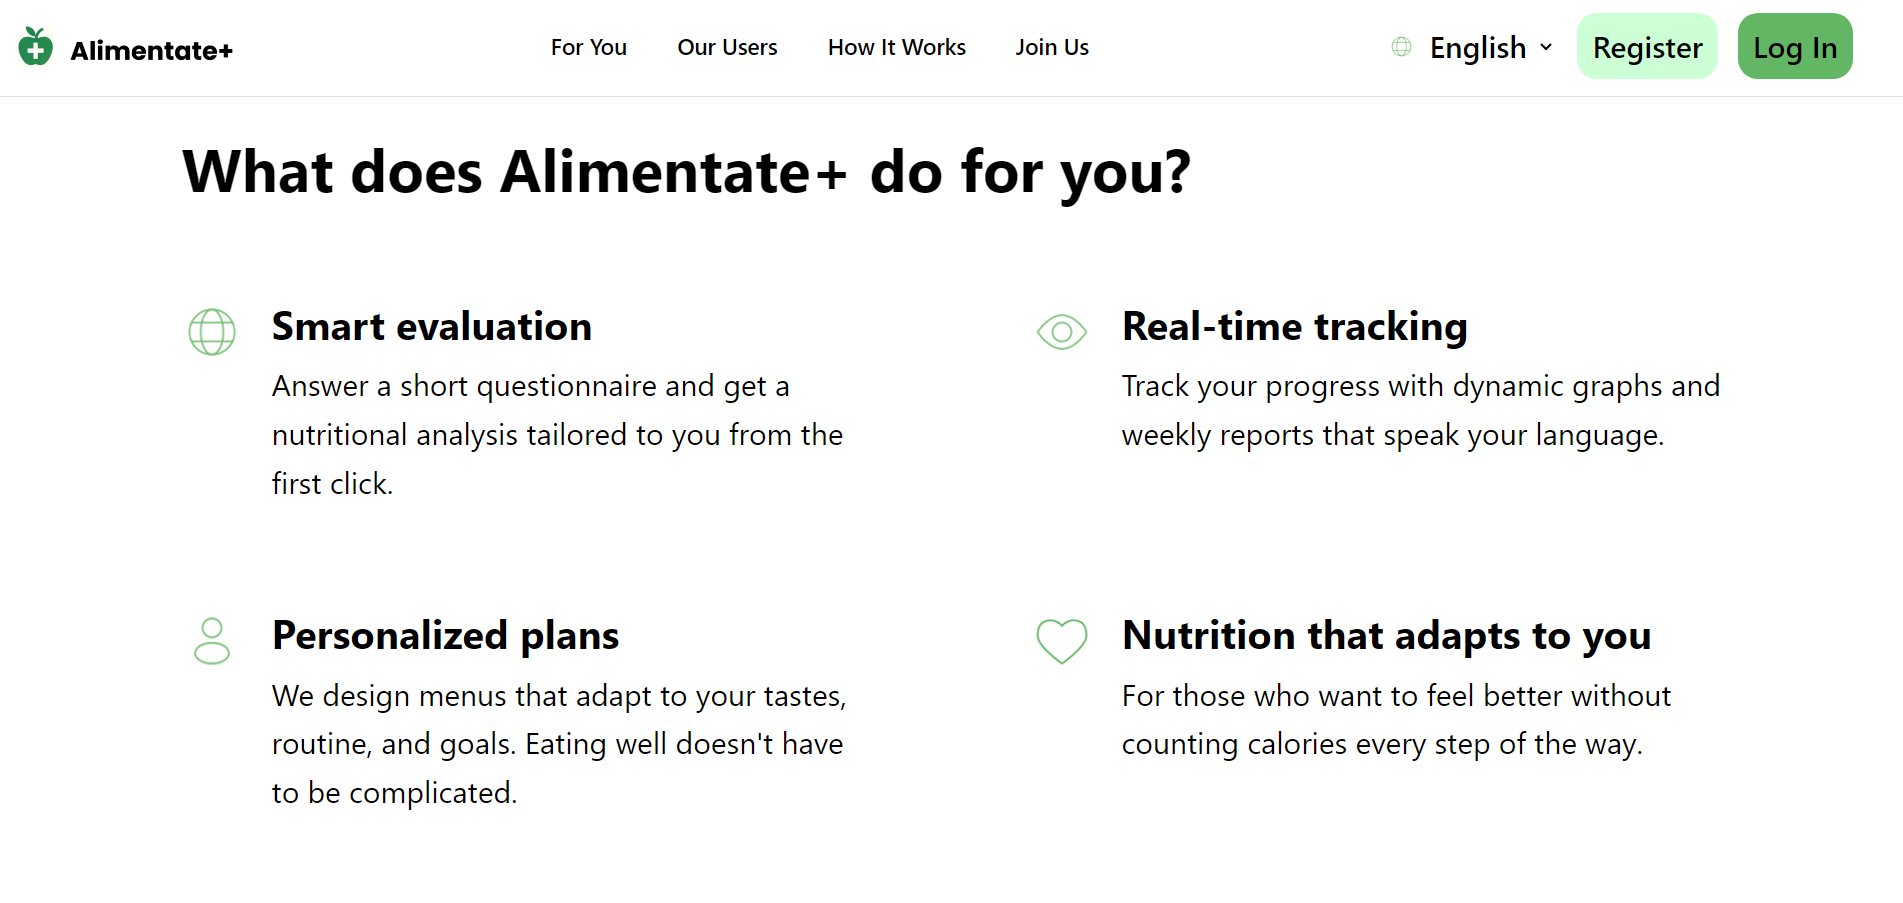 Alimentate+
For You
Our Users
How It Works
Join Us
English
Register
Log In
What does Alimentate+ do for you?
Smart evaluation
Answer a short questionnaire and get a
nutritional analysis tailored to you from the
first click.
Real-time tracking
Track your progress with dynamic graphs and
weekly reports that speak your language.
Personalized plans
We design menus that adapt to your tastes,
routine, and goals. Eating well doesn't have
to be complicated.
Nutrition that adapts to you
For those who want to feel better without
counting calories every step of the way.